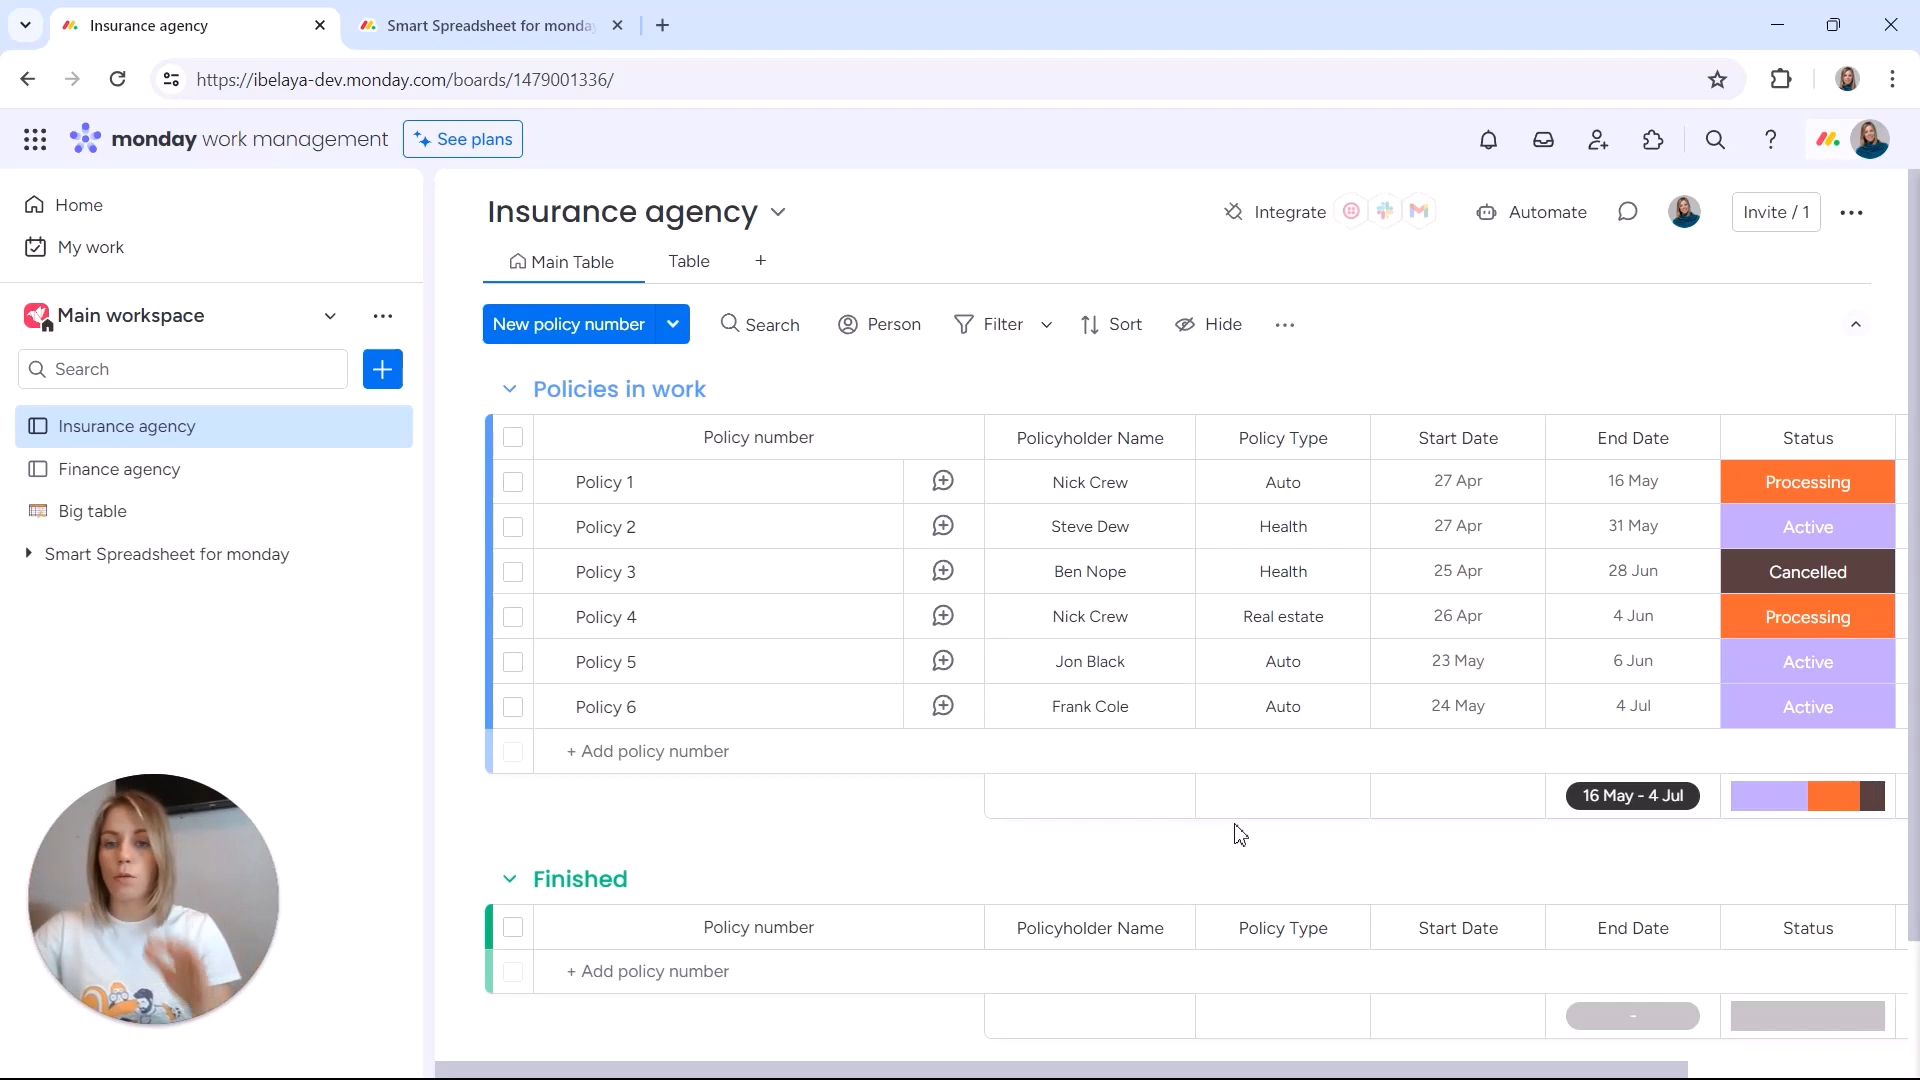 Insurance agency
Smart Spreadsheet for monday
https://ibelaya-dev.monday.com/boards/1479001336/
monday work management
See plans
Home
My work
Main workspace
Search
Insurance agency
Finance agency
Big table
Smart Spreadsheet for monday
Insurance agency
Integrate
Automate
Invite / 1
Main Table
Table
New policy number
Search
Person
Filter
Sort
Hide
Policies in work
Policy number Policyholder Name Policy Type Start Date End Date Status
Policy 1 Nick Crew Auto 27 Apr 16 May Processing
Policy 2 Steve Dew Health 27 Apr 31 May Active
Policy 3 Ben Nope Health 25 Apr 28 Jun Cancelled
Policy 4 Nick Crew Real estate 26 Apr 4 Jun Processing
Policy 5 Jon Black Auto 23 May 6 Jun Active
Policy 6 Frank Cole Auto 24 May 4 Jul Active
+ Add policy number
16 May - 4 Jul
Finished
Policy number Policyholder Name Policy Type Start Date End Date Status
+ Add policy number
-